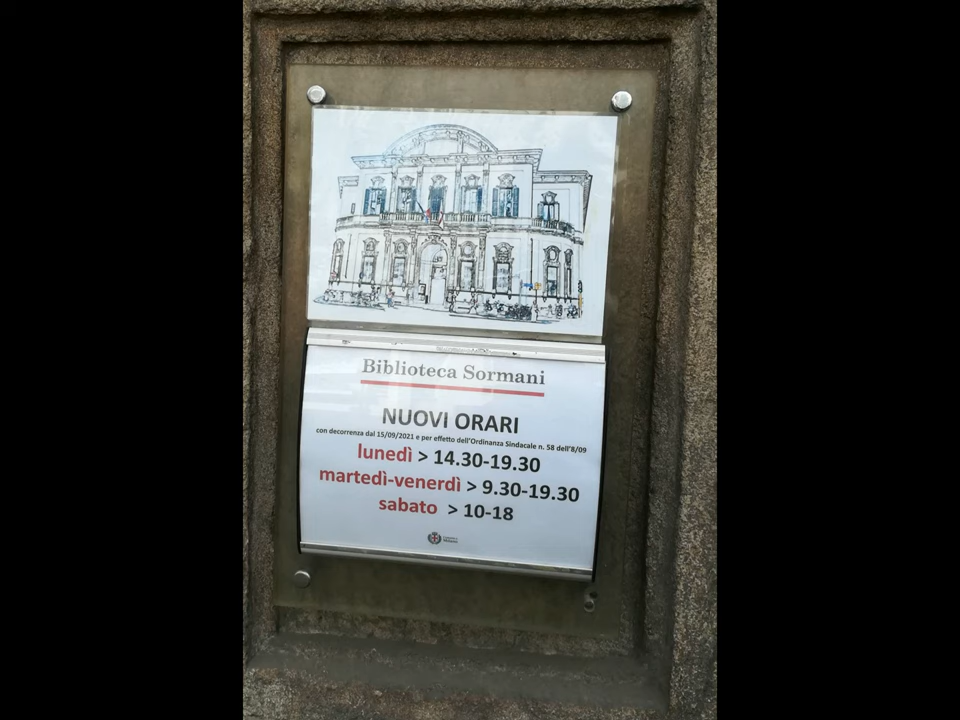 Biblioteca Sormani
NUOVI ORARI
con decorrenza dal 15/09/2021 e per effetto dell'Ordinanza Sindacale n. 58 dell'8/09
lunedì > 14.30-19.30
martedì-venerdì > 9.30-19.30
sabato > 10-18
Milano